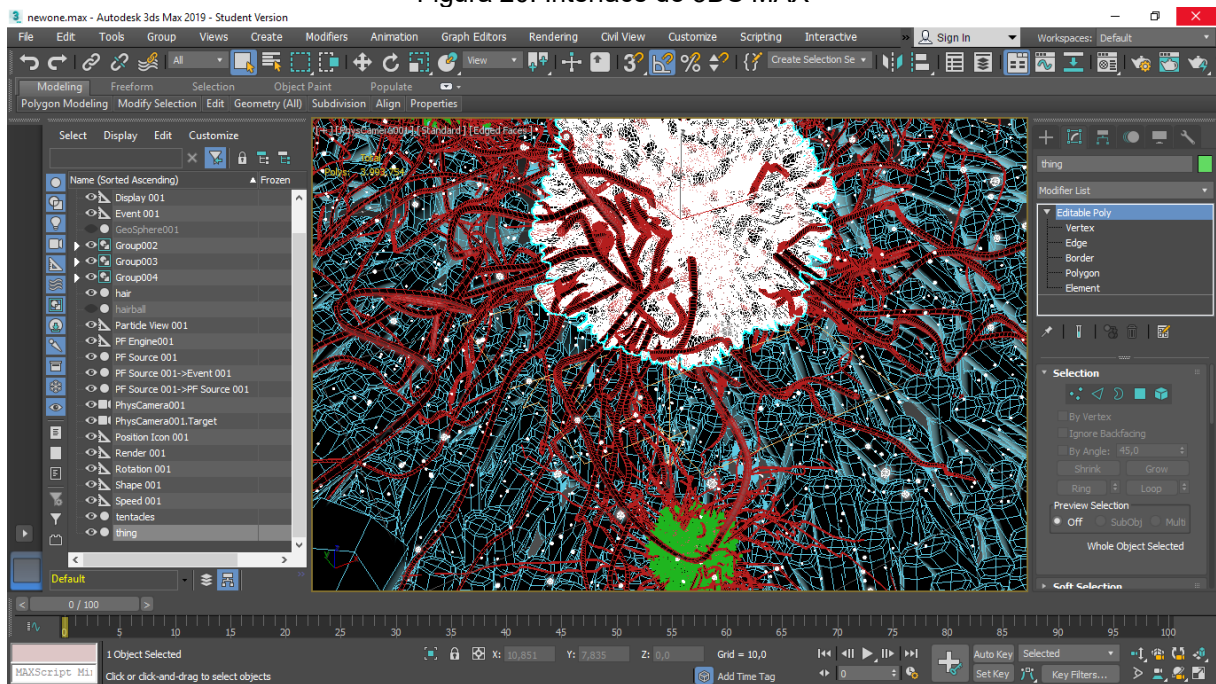 Figura 20: Interface do 3DS MAX
newone.max - Autodesk 3ds Max 2019 - Student Version
File Edit Tools Group Views Create Modifiers Animation Graph Editors Rendering Civil View Customize Scripting Interactive » Sign In Workspaces: Default
All View Create Selection Se
Modeling Freeform Selection Object Paint Populate
Polygon Modeling Modify Selection Edit Geometry (All) Subdivision Align Properties
Select Display Edit Customize
Name (Sorted Ascending) ▲ Frozen
Display 001
Event 001
GeoSphere001
Group002
Group003
Group004
hair
hairball
Particle View 001
PF Engine001
PF Source 001
PF Source 001->Event 001
PF Source 001->PF Source 001
PhysCamera001
PhysCamera001.Target
Position Icon 001
Render 001
Rotation 001
Shape 001
Speed 001
tentacles
thing
Default
[+] [PhysCamera001] [Standard] [Edged Faces]
Total
Polys:
thing
Modifier List
Editable Poly
Vertex
Edge
Border
Polygon
Element
Selection
By Vertex
Ignore Backfacing
By Angle: 45,0
Shrink Grow
Ring Loop
Preview Selection
Off SubObj Multi
Whole Object Selected
Soft Selection
< 0 / 100 >
0 5 10 15 20 25 30 35 40 45 50 55 60 65 70 75 80 85 90 95 100
1 Object Selected X: 10,851 Y: 7,835 Z: 0,0 Grid = 10,0 Auto Key Selected
MAXScript Mi Click or click-and-drag to select objects Add Time Tag 0 Set Key Key Filters...